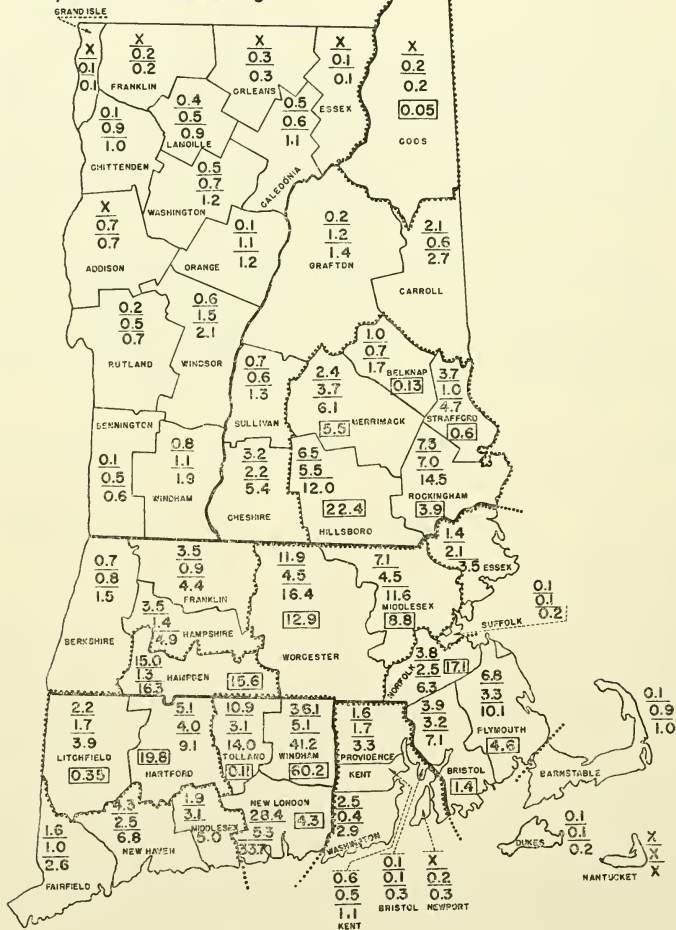 GRAND ISLE
X
0.1
0.1
X
0.2
0.2
FRANKLIN
X
0.3
0.3
ORLEANS
X
0.1
0.1
ESSEX
X
0.2
0.2
0.05
COOS
0.1
0.9
1.0
CHITTENDEN
0.4
0.5
0.9
LAMOILLE
0.5
0.6
1.1
CALEDONIA
0.5
0.7
1.2
WASHINGTON
X
0.7
0.7
ADDISON
0.1
1.1
1.2
ORANGE
0.2
1.2
1.4
GRAFTON
2.1
0.6
2.7
CARROLL
0.2
0.5
0.7
RUTLAND
0.6
1.5
2.1
WINDSOR
0.7
0.6
1.3
SULLIVAN
2.4
3.7
6.1
5.5
MERRIMACK
1.0
0.7
1.7
BELKNAP
0.13
3.7
1.0
4.7
STRAFFORD
0.6
BENNINGTON
0.1
0.5
0.6
0.8
1.1
1.9
WINDHAM
3.2
2.2
5.4
CHESHIRE
6.5
5.5
12.0
22.4
HILLSBORO
7.3
7.0
14.5
ROCKINGHAM
3.9
0.7
0.8
1.5
BERKSHIRE
3.5
0.9
4.4
FRANKLIN
3.5
1.4
4.9
HAMPSHIRE
15.0
1.3
16.3
HAMPDEN
15.6
11.9
4.5
16.4
12.9
WORCESTER
7.1
4.5
11.6
MIDDLESEX
8.8
1.4
2.1
3.5 ESSEX
0.1
0.1
0.2
SUFFOLK
3.8
2.5
6.3
17.1
NORFOLK
6.8
3.3
10.1
PLYMOUTH
4.6
3.9
3.2
7.1
BRISTOL
1.4
0.1
0.9
1.0
BARNSTABLE
2.2
1.7
3.9
LITCHFIELD
0.35
5.1
4.0
9.1
19.8
HARTFORD
10.9
3.1
14.0
TOLLAND
0.11
36.1
5.1
41.2
WINDHAM
60.2
1.6
1.7
3.3
PROVIDENCE
KENT
2.5
0.4
2.9
WASHINGTON
1.6
1.0
2.6
FAIRFIELD
4.3
2.5
6.8
NEW HAVEN
1.9
3.1
5.0
MIDDLESEX
NEW LONDON
28.4
5.3
33.7
4.3
0.6
0.5
1.1
KENT
0.1
0.1
0.3
BRISTOL
X
0.2
0.3
NEWPORT
DUKES
0.1
0.1
0.2
X
X
X
NANTUCKET